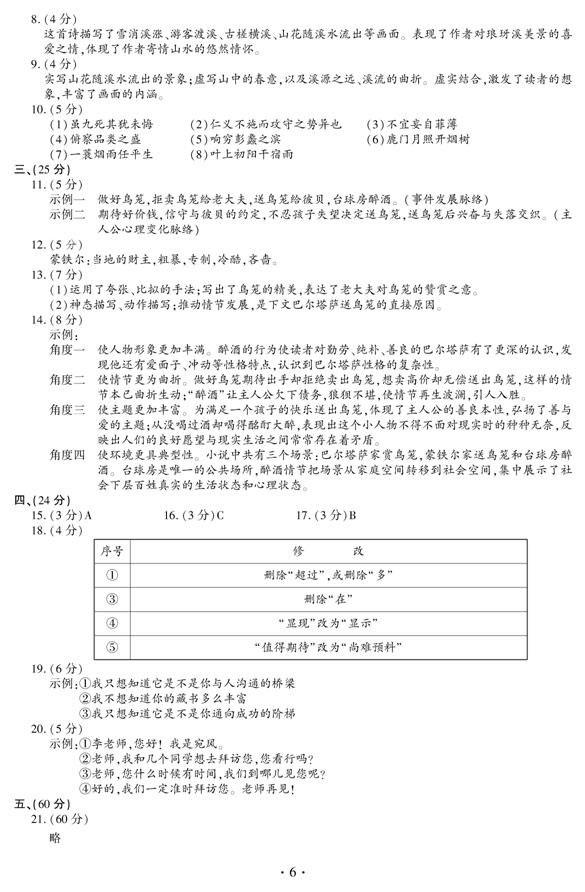 8.(4分)
这首诗描写了雪消溪涨、游客渡溪、古槎横溪、山花随溪水流出等画面。表现了作者对琅玡溪美景的喜
爱之情,体现了作者寄情山水的悠然情怀。
9.(4分)
实写山花随溪水流出的景象;虚写山中的春意,以及溪源之远、溪流的曲折。虚实结合,激发了读者的想
象,丰富了画面的内涵。
10.(5分)
(1)虽九死其犹未悔 (2)仁义不施而攻守之势异也 (3)不宜妄自菲薄
(4)俯察品类之盛 (5)响穷彭蠡之滨 (6)鹿门月照开烟树
(7)一蓑烟雨任平生 (8)叶上初阳干宿雨
三、(25分)
11.(5分)
示例一 做好鸟笼,拒卖鸟笼给老大夫,送鸟笼给彼贝,台球房醉酒。(事件发展脉络)
示例二 期待好价钱,信守与彼贝的约定,不忍孩子失望决定送鸟笼,送鸟笼后兴奋与失落交织。(主
人公心理变化脉络)
12.(5分)
蒙铁尔:当地的财主,粗暴,专制,冷酷,吝啬。
13.(7分)
(1)运用了夸张、比拟的手法;写出了鸟笼的精美,表达了老大夫对鸟笼的赞赏之意。
(2)神态描写、动作描写;推动情节发展,是下文巴尔塔萨送鸟笼的直接原因。
14.(8分)
示例:
角度一 使人物形象更加丰满。醉酒的行为使读者对勤劳、纯朴、善良的巴尔塔萨有了更深的认识,发
现他还有爱面子、冲动等性格特点,认识到巴尔塔萨性格的复杂性。
角度二 使情节更为曲折。做好鸟笼期待出手却拒绝卖出鸟笼,想卖高价却无偿送出鸟笼,这样的情
节本已曲折生动;“醉酒”让主人公欠下债务,狼狈不堪,使情节再生波澜,引人入胜。
角度三 使主题更加丰富。为满足一个孩子的快乐送出鸟笼,体现了主人公的善良本性,弘扬了善与
爱的主题;从没喝过酒却喝得酩酊大醉,表现出这个小人物不得不面对现实时的种种无奈,反
映出人们的良好愿望与现实生活之间常常存在着矛盾。
角度四 使环境更具典型性。小说中共有三个场景:巴尔塔萨家赏鸟笼,蒙铁尔家送鸟笼和台球房醉
酒。台球房是唯一的公共场所,醉酒情节把场景从家庭空间转移到社会空间,集中展示了社
会下层百姓真实的生活状态和心理状态。
四、(24分)
15.(3分)A 16.(3分)C 17.(3分)B
18.(4分)
序号 修 改
① 删除“超过”,或删除“多”
③ 删除“在”
④ “显现”改为“显示”
⑤ “值得期待”改为“尚难预料”
19.(6分)
示例:①我只想知道它是不是你与人沟通的桥梁
②我不想知道你的藏书多么丰富
③我只想知道它是不是你通向成功的阶梯
20.(5分)
示例:①李老师,您好!我是宛风。
②老师,我和几个同学想去拜访您,您看行吗?
③老师,您什么时候有时间,我们到哪儿见您呢?
④好的,我们一定准时拜访您。老师再见!
五、(60分)
21.(60分)
略
·6·